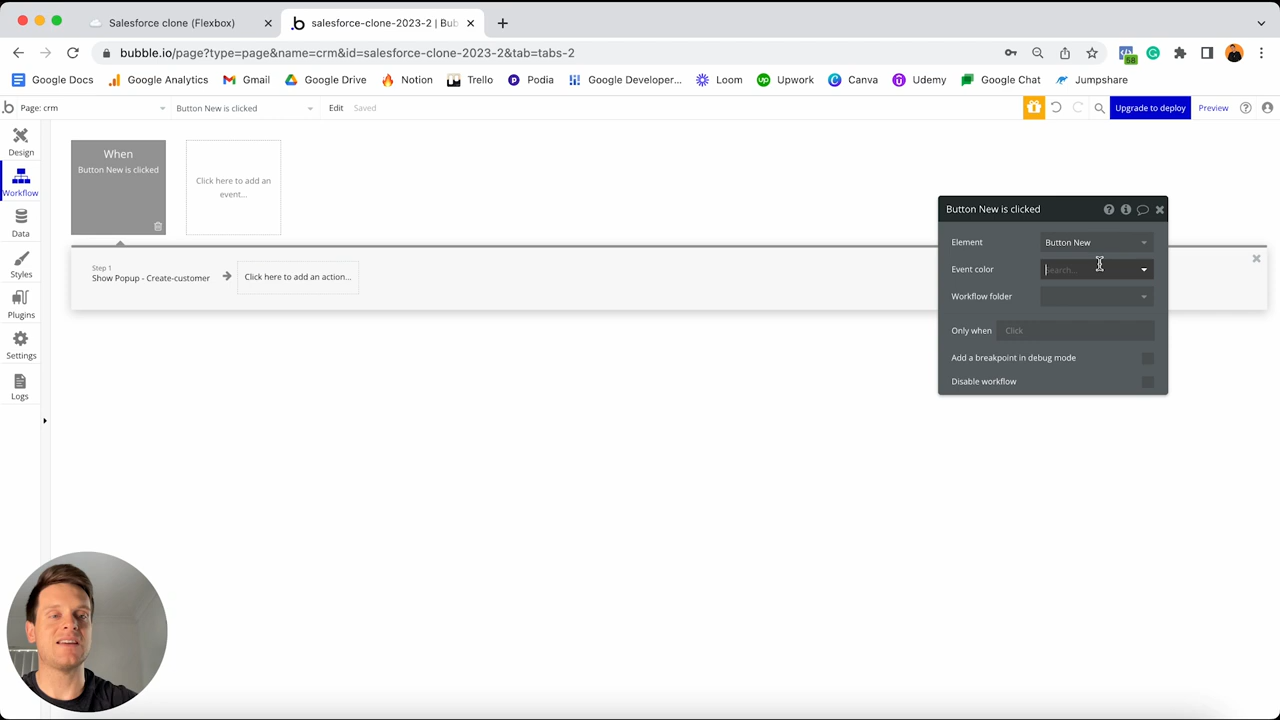 Salesforce clone (Flexbox)
salesforce-clone-2023-2 | Bub
bubble.io/page?type=page&name=crm&id=salesforce-clone-2023-2&tab=tabs-2
58
Google Docs
Google Analytics
Gmail
Google Drive
Notion
Trello
Podia
Google Developer...
Loom
Upwork
Canva
Udemy
Google Chat
Jumpshare
Page: crm
Button New is clicked
Edit
Saved
Upgrade to deploy
Preview
Design
Workflow
Data
Styles
Plugins
Settings
Logs
When
Button New is clicked
Click here to add an
event...
Step 1
Show Popup - Create-customer
Click here to add an action...
Button New is clicked
Element
Button New
Event color
Search...
Workflow folder
Only when
Click
Add a breakpoint in debug mode
Disable workflow